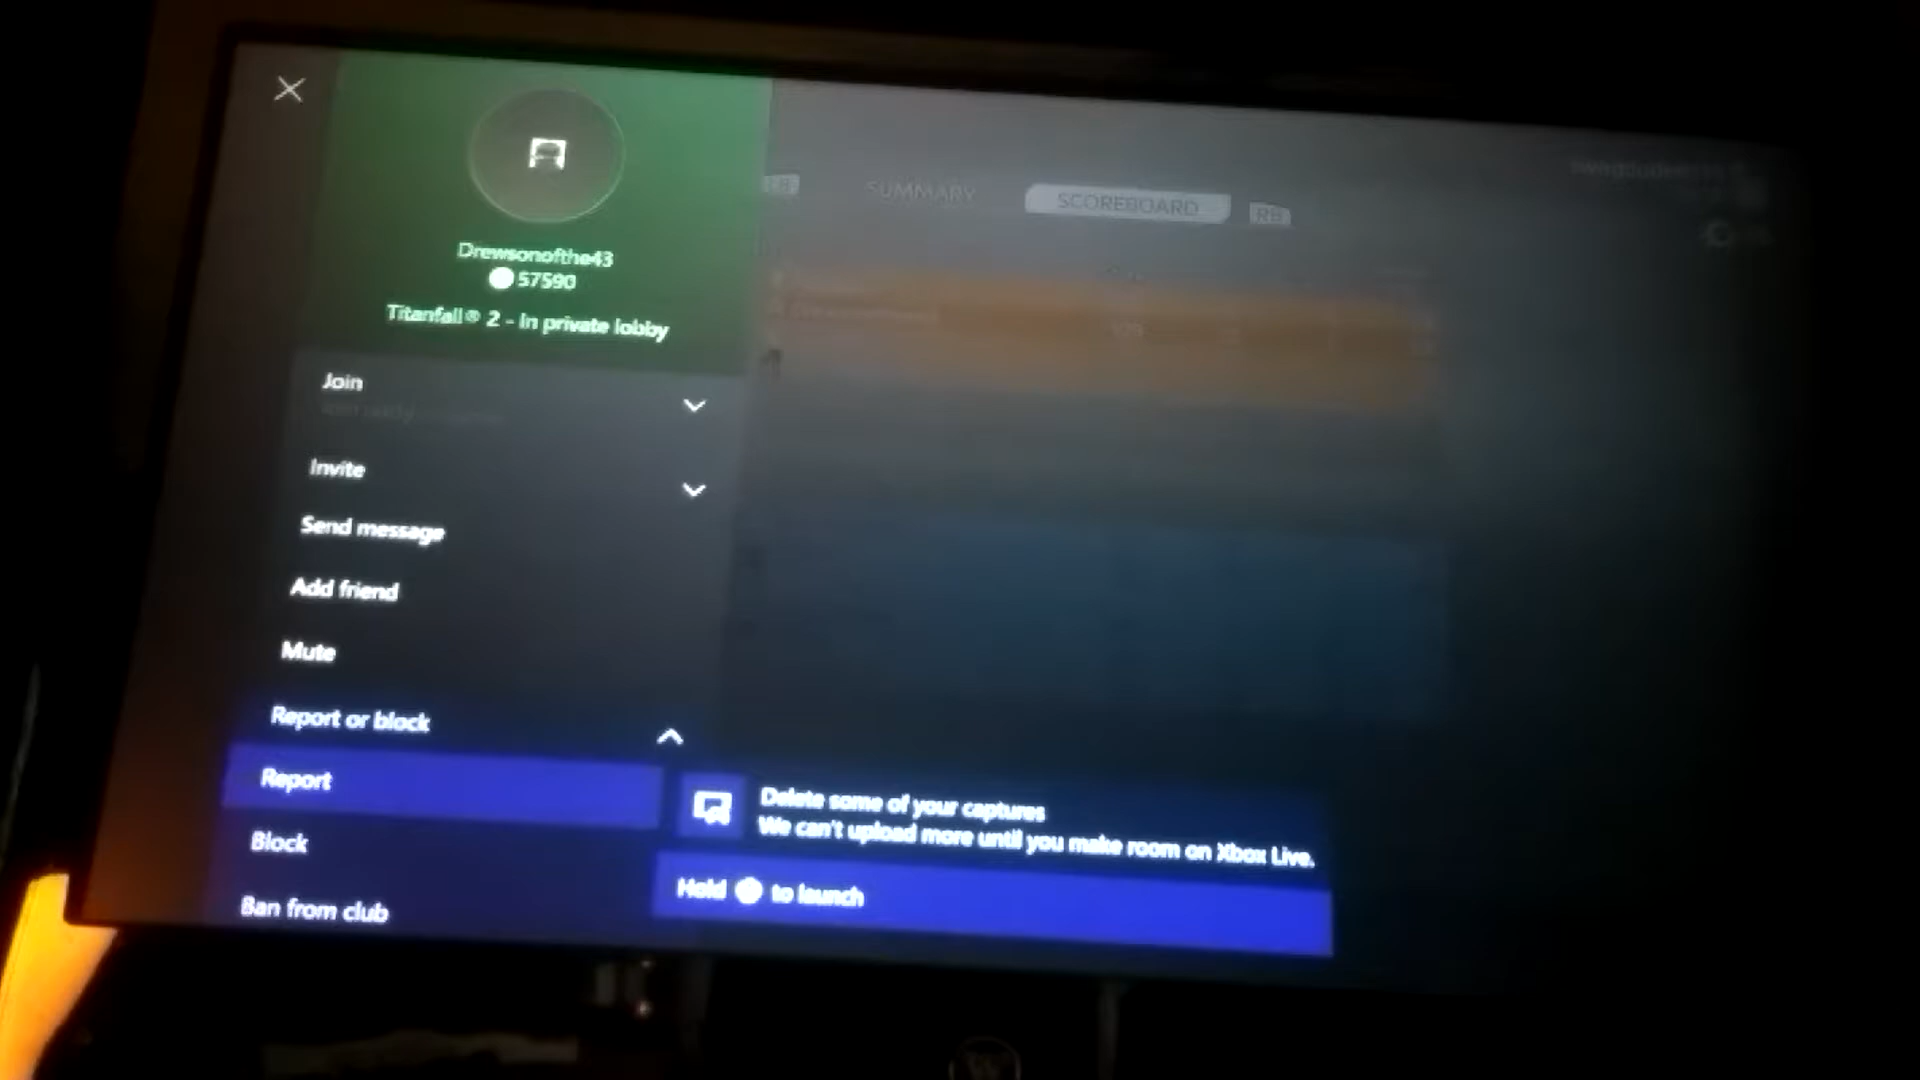 SUMMARY
SCOREBOARD
RB
Drewsonofthe43
57590
Titanfall® 2 - In private lobby
Join
Invite
Send message
Add friend
Mute
Report or block
Report
Block
Ban from club
Delete some of your captures
We can't upload more until you make room on Xbox Live.
Hold to launch